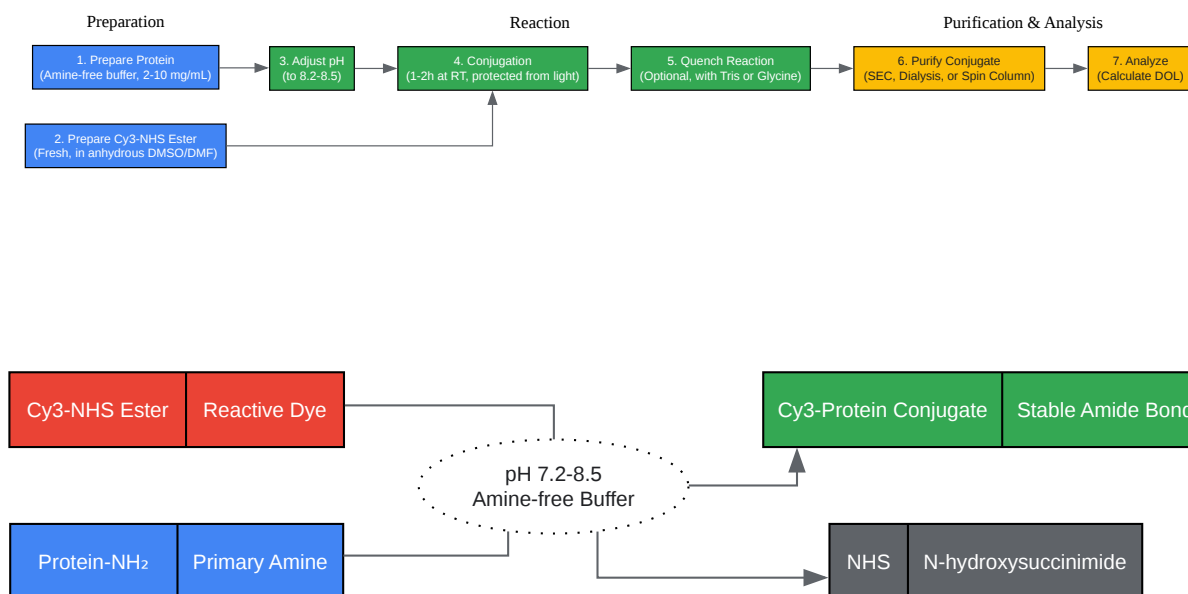 Preparation
Reaction
Purification & Analysis
1. Prepare Protein
(Amine-free buffer, 2-10 mg/mL)
3. Adjust pH
(to 8.2-8.5)
4. Conjugation
(1-2h at RT, protected from light)
5. Quench Reaction
(Optional, with Tris or Glycine)
6. Purify Conjugate
(SEC, Dialysis, or Spin Column)
7. Analyze
(Calculate DOL)
2. Prepare Cy3-NHS Ester
(Fresh, in anhydrous DMSO/DMF)
Cy3-NHS Ester
Reactive Dye
Cy3-Protein Conjugate
Stable Amide Bond
pH 7.2-8.5
Amine-free Buffer
Protein-NH₂
Primary Amine
NHS
N-hydroxysuccinimide